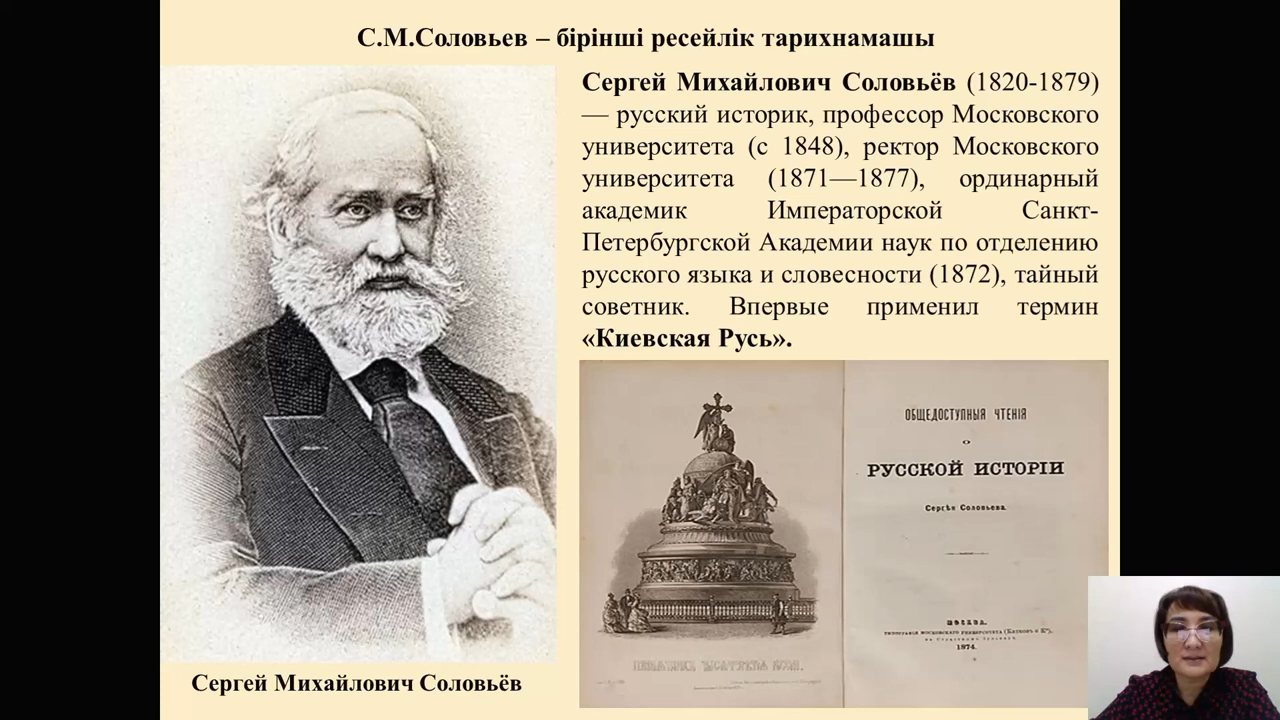 С.М.Соловьев – бірінші ресейлік тарихнамашы
Сергей Михайлович Соловьёв (1820-1879)
— русский историк, профессор Московского
университета (с 1848), ректор Московского
университета (1871—1877), ординарный
академик Императорской Санкт-
Петербургской Академии наук по отделению
русского языка и словесности (1872), тайный
советник. Впервые применил термин
«Киевская Русь».
ОБЩЕДОСТУПНЫЯ ЧТЕНІЯ
О
РУССКОЙ ИСТОРІИ
Сергѣя Соловьева.
МОСКВА.
1874.
Сергей Михайлович Соловьёв